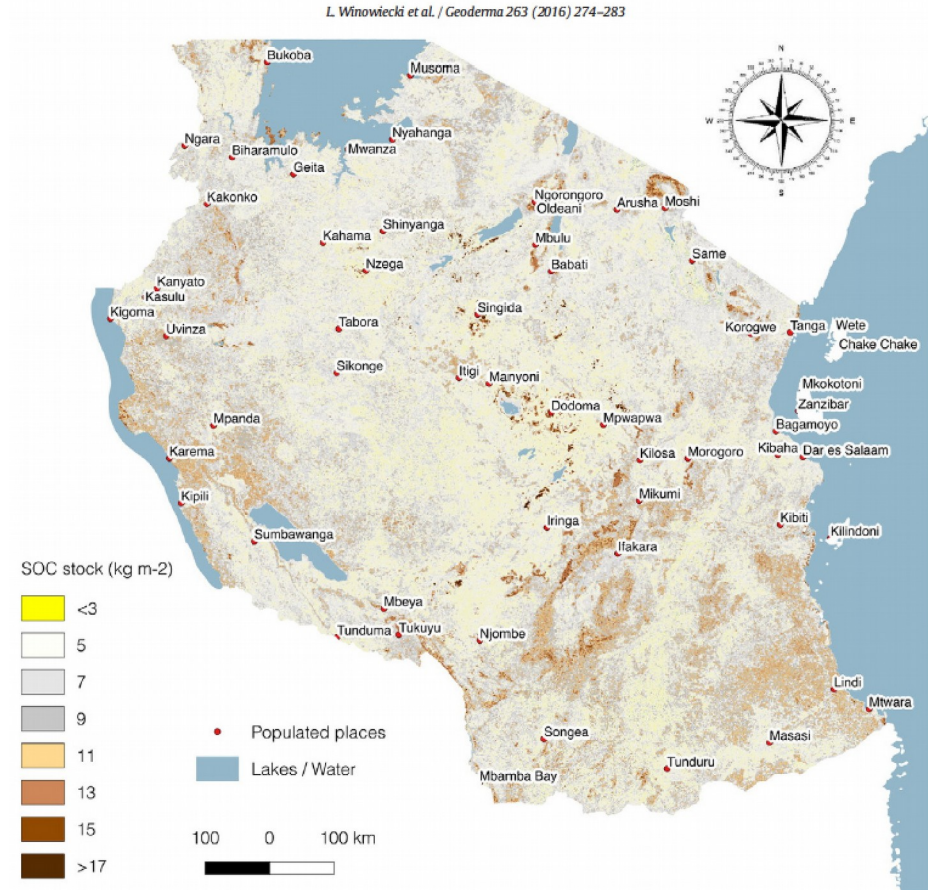 L. Winowiecki et al. / Geoderma 263 (2016) 274–283
Bukoba
Musoma
N
W
E
S
Ngara
Biharamulo
Nyahanga
Mwanza
Geita
Kakonko
Ngorongoro
Oldeani
Arusha
Moshi
Shinyanga
Kahama
Mbulu
Nzega
Babati
Same
Kanyato
Kasulu
Kigoma
Uvinza
Tabora
Singida
Korogwe
Tanga
Wete
Chake Chake
Sikonge
Itigi
Manyoni
Mkokotoni
Zanzibar
Mpanda
Dodoma
Mpwapwa
Bagamoyo
Karema
Kilosa
Morogoro
Kibaha
Dar es Salaam
Kipili
Mikumi
Sumbawanga
Iringa
Kibiti
Kilindoni
Ifakara
SOC stock (kg m-2)
<3
5
7
9
11
13
15
>17
Mbeya
Tunduma
Tukuyu
Njombe
Lindi
Mtwara
Populated places
Lakes / Water
Songea
Masasi
Mbamba Bay
Tunduru
100 0 100 km